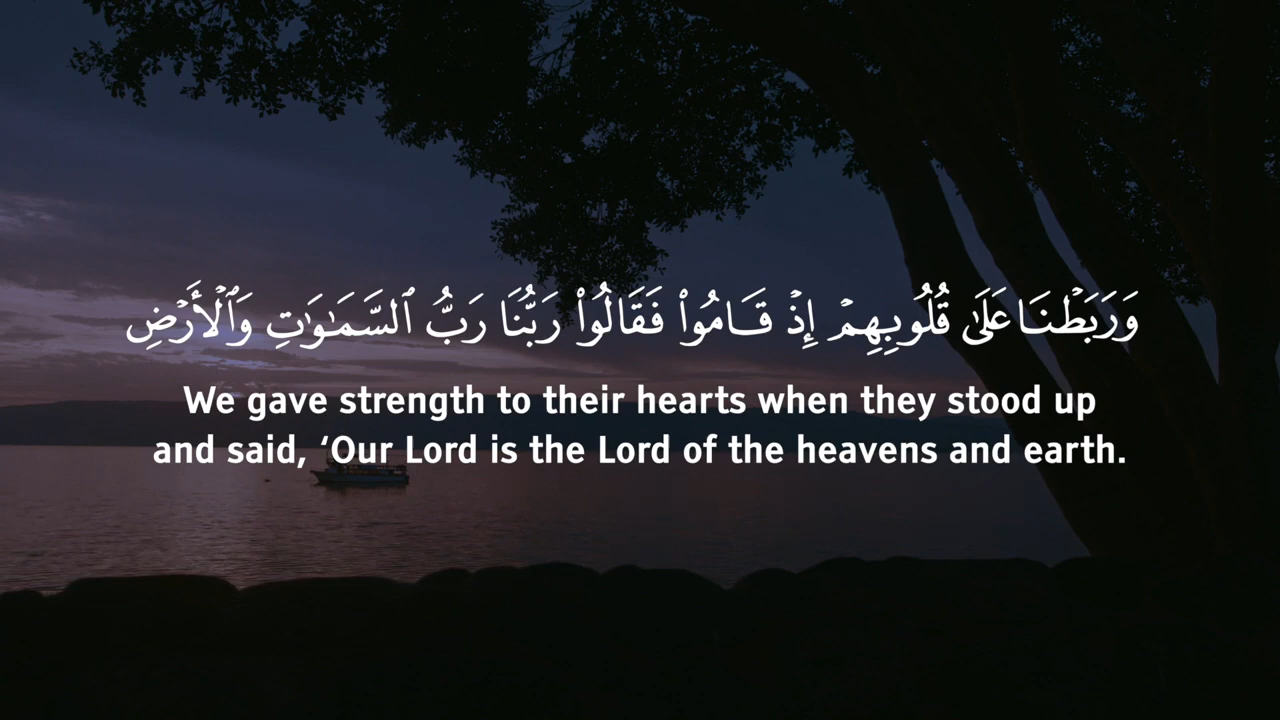 وَرَبَطۡنَا عَلَىٰ قُلُوبِهِمۡ إِذۡ قَامُواْ فَقَالُواْ رَبُّنَا رَبُّ ٱلسَّمَٰوَٰتِ وَٱلۡأَرۡضِ
We gave strength to their hearts when they stood up
and said, ‘Our Lord is the Lord of the heavens and earth.